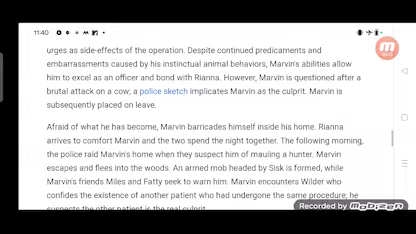 11:40
urges as side-effects of the operation. Despite continued predicaments and
embarrassments caused by his instinctual animal behaviors, Marvin's abilities allow
him to excel as an officer and bond with Rianna. However, Marvin is questioned after a
brutal attack on a cow; a police sketch implicates Marvin as the culprit. Marvin is
subsequently placed on leave.
Afraid of what he has become, Marvin barricades himself inside his home. Rianna
arrives to comfort Marvin and the two spend the night together. The following morning,
the police raid Marvin's home when they suspect him of mauling a hunter. Marvin
escapes and flees into the woods. An armed mob headed by Sisk is formed, while
Marvin's friends Miles and Fatty seek to warn him. Marvin encounters Wilder who
confides the existence of another patient who had undergone the same procedure; he
suspects the other patient is the real culprit.
Recorded by Mobizen